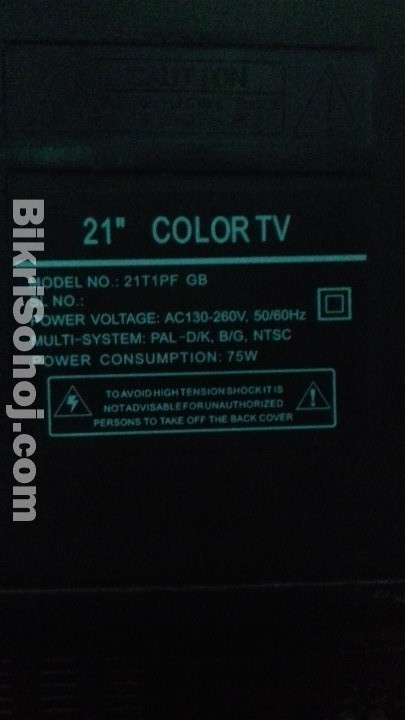 CAUTION
21" COLOR TV
MODEL NO.: 21T1PF GB
SL NO.:
POWER VOLTAGE: AC130-260V, 50/60Hz
MULTI-SYSTEM: PAL-D/K, B/G, NTSC
POWER CONSUMPTION: 75W
TO AVOID HIGH TENSION SHOCK IT IS
NOT ADVISABLE FOR UNAUTHORIZED
PERSONS TO TAKE OFF THE BACK COVER
BikriSohoj.com